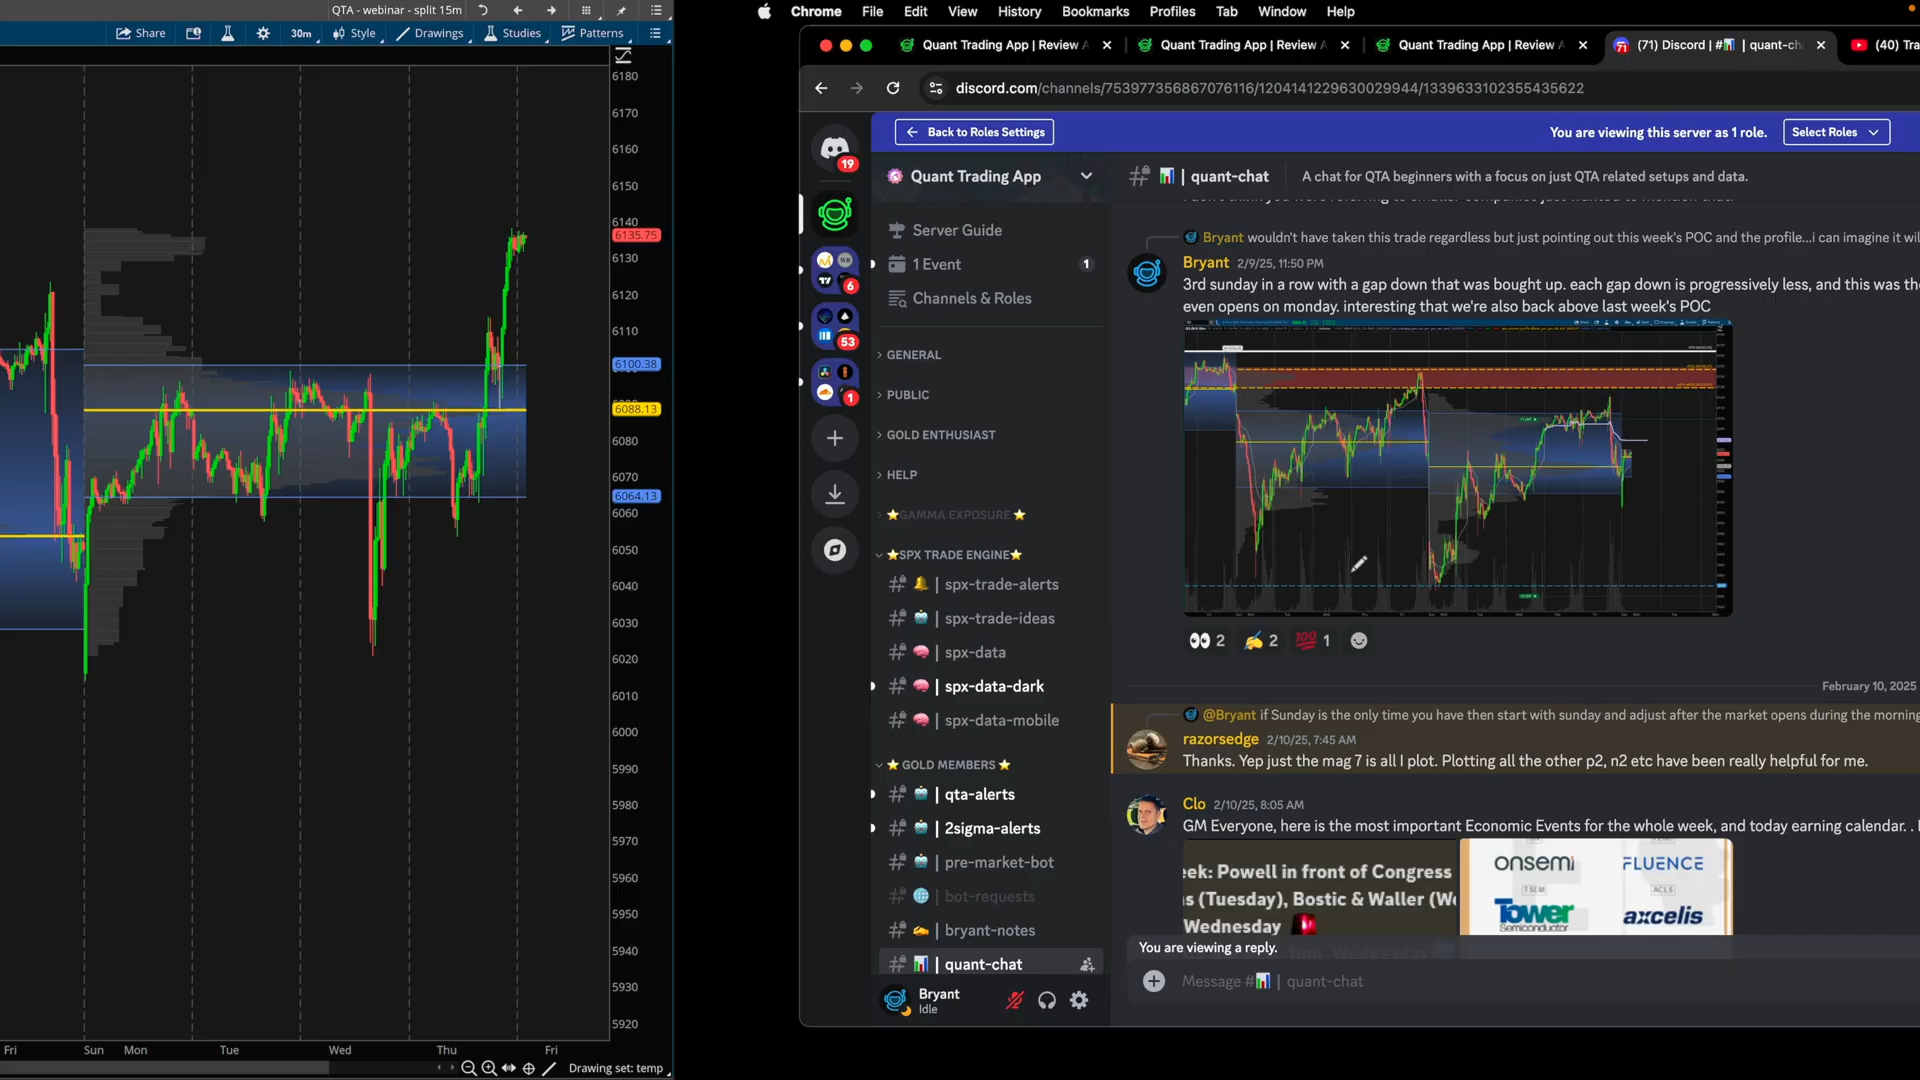 QTA - webinar - split 15m
Share
30m
Style
Drawings
Studies
Patterns
6180
6170
6160
6150
6140
6135.75
6130
6120
6110
6100.38
6088.13
6080
6070
6064.13
6060
6050
6040
6030
6020
6010
6000
5990
5980
5970
5960
5950
5940
5930
5920
Fri
Sun
Mon
Tue
Wed
Thu
Fri
Drawing set: temp
Chrome
File
Edit
View
History
Bookmarks
Profiles
Tab
Window
Help
Quant Trading App | Review A
Quant Trading App | Review A
Quant Trading App | Review A
(71) Discord | #📊 | quant-ch
(40) Tra
discord.com/channels/753977356867076116/1204141229630029944/1339633102355435622
Back to Roles Settings
You are viewing this server as 1 role.
Select Roles
19
6
53
1
Quant Trading App
Server Guide
1 Event
1
Channels & Roles
GENERAL
PUBLIC
GOLD ENTHUSIAST
HELP
⭐GAMMA EXPOSURE⭐
⭐SPX TRADE ENGINE⭐
🔔 | spx-trade-alerts
🤖 | spx-trade-ideas
🧠 | spx-data
🧠 | spx-data-dark
🧠 | spx-data-mobile
⭐GOLD MEMBERS⭐
🤖 | qta-alerts
🤖 | 2sigma-alerts
🤖 | pre-market-bot
🌐 | bot-requests
✍️ | bryant-notes
📊 | quant-chat
Bryant
Idle
📊 | quant-chat
A chat for QTA beginners with a focus on just QTA related setups and data.
Bryant wouldn't have taken this trade regardless but just pointing out this week's POC and the profile...i can imagine it wil
Bryant 2/9/25, 11:50 PM
3rd sunday in a row with a gap down that was bought up. each gap down is progressively less, and this was the
even opens on monday. interesting that we're also back above last week's POC
👀 2
✍️ 2
💯 1
February 10, 2025
@Bryant if Sunday is the only time you have then start with sunday and adjust after the market opens during the morning
razorsedge 2/10/25, 7:45 AM
Thanks. Yep just the mag 7 is all I plot. Plotting all the other p2, n2 etc have been really helpful for me.
Clo 2/10/25, 8:05 AM
GM Everyone, here is the most important Economic Events for the whole week, and today earning calendar. .
eek: Powell in front of Congress
s (Tuesday), Bostic & Waller (We
Wednesday
onsemi
FLUENCE
TSEM
ACLS
Tower
Semiconductor
axcelis
You are viewing a reply.
Message #📊 | quant-chat